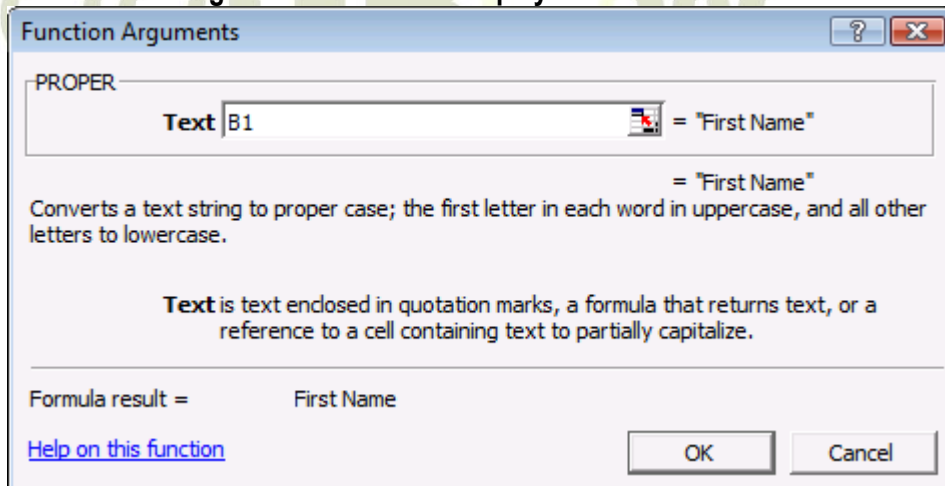 Function Arguments
PROPER
Text B1 = "First Name"
= "First Name"
Converts a text string to proper case; the first letter in each word in uppercase, and all other
letters to lowercase.
Text is text enclosed in quotation marks, a formula that returns text, or a
reference to a cell containing text to partially capitalize.
Formula result = First Name
Help on this function
OK Cancel